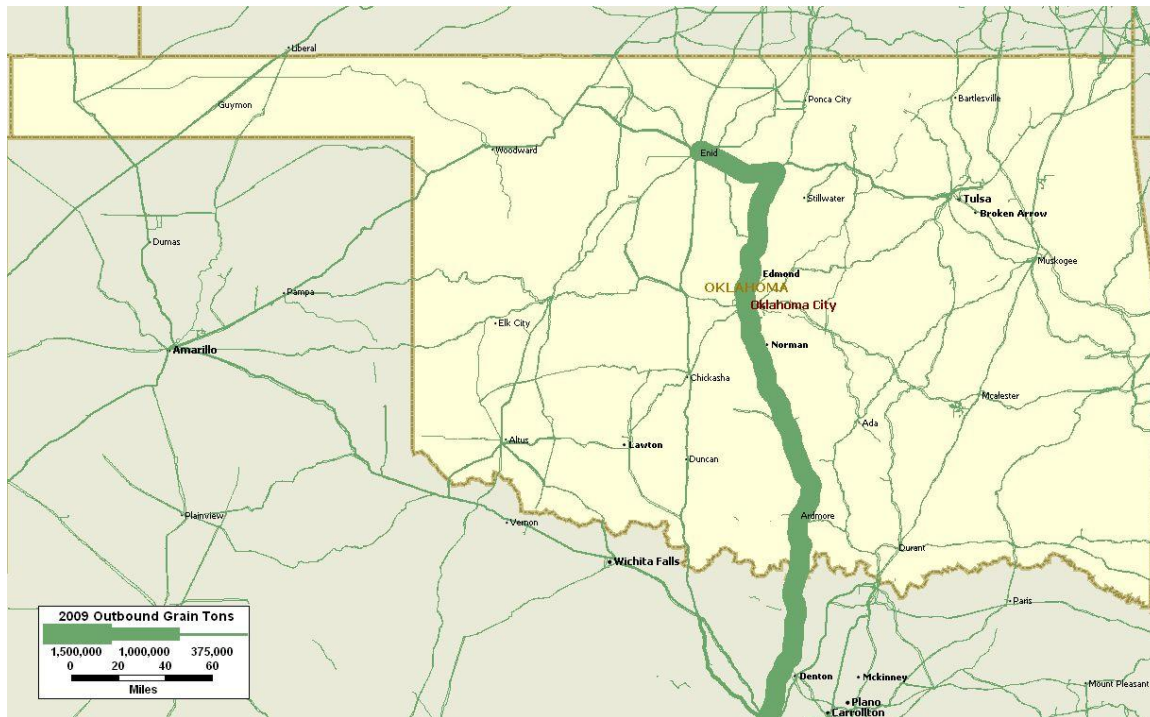 Liberal
Guymon
Ponca City
Bartlesville
Woodward
Enid
Stillwater
Tulsa
Broken Arrow
Dumas
Muskogee
Edmond
OKLAHOMA
Pampa
Oklahoma City
Elk City
Amarillo
Norman
Chickasha
Mcalester
Ada
Altus
Lawton
Duncan
Plainview
Vernon
Ardmore
Durant
Wichita Falls
Paris
2009 Outbound Grain Tons
1,500,000 1,000,000 375,000
0 20 40 60
Miles
Denton
Mckinney
Mount Pleasant
Plano
Carrollton